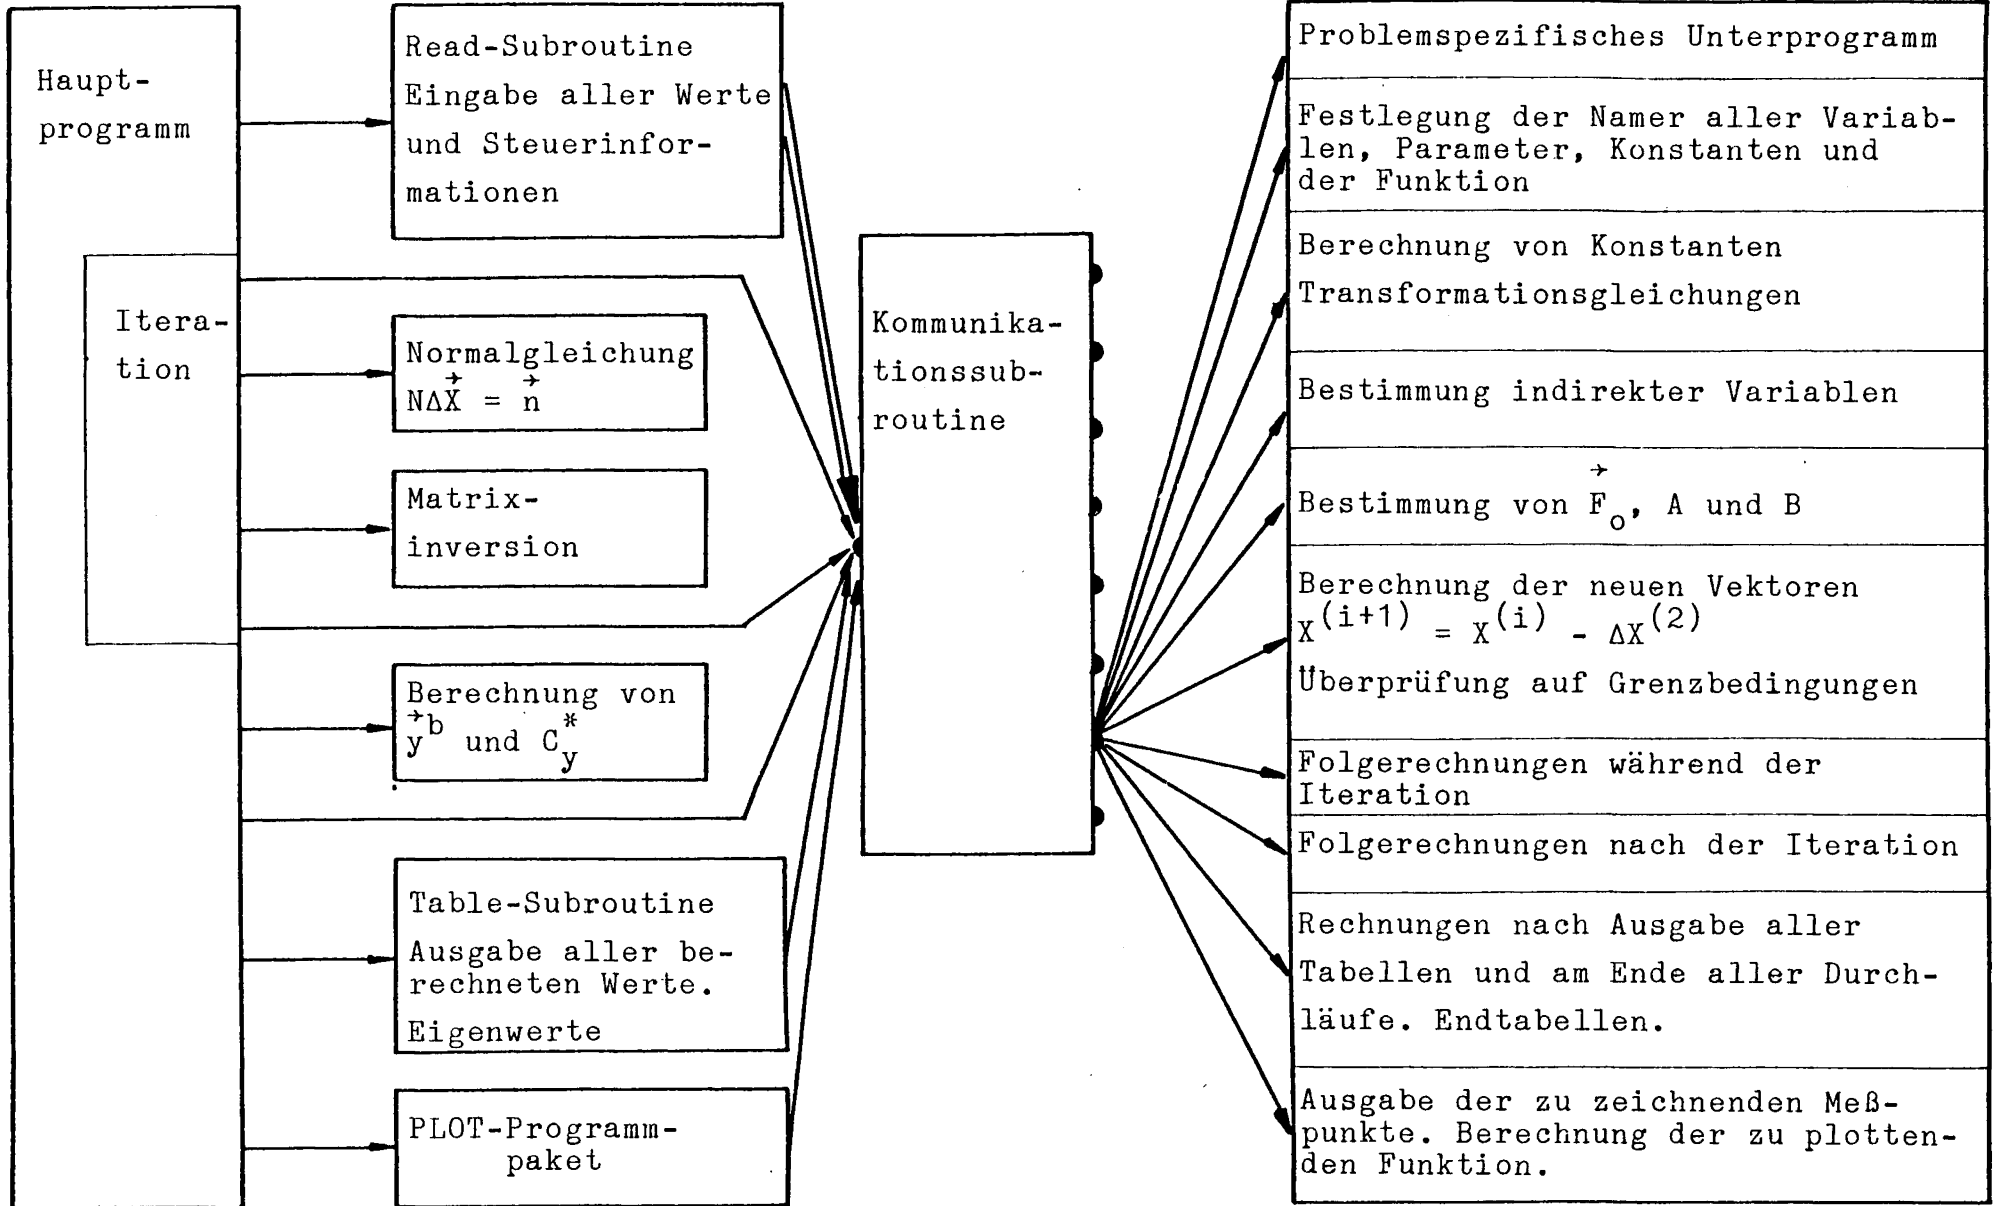 Haupt-
programm
Itera-
tion
Read-Subroutine
Eingabe aller Werte
und Steuerinfor-
mationen
Normalgleichung
NΔX⃗ = n⃗
Matrix-
inversion
Berechnung von
y⃗ᵇ und C*y
Table-Subroutine
Ausgabe aller be-
rechneten Werte.
Eigenwerte
PLOT-Programm-
paket
Kommunika-
tionssub-
routine
Problemspezifisches Unterprogramm
Festlegung der Namer aller Variab-
len, Parameter, Konstanten und
der Funktion
Berechnung von Konstanten
Transformationsgleichungen
Bestimmung indirekter Variablen
Bestimmung von F⃗o, A und B
Berechnung der neuen Vektoren
X(i+1) = X(i) - ΔX(2)
Überprüfung auf Grenzbedingungen
Folgerechnungen während der
Iteration
Folgerechnungen nach der Iteration
Rechnungen nach Ausgabe aller
Tabellen und am Ende aller Durch-
läufe. Endtabellen.
Ausgabe der zu zeichnenden Meß-
punkte. Berechnung der zu plotten-
den Funktion.